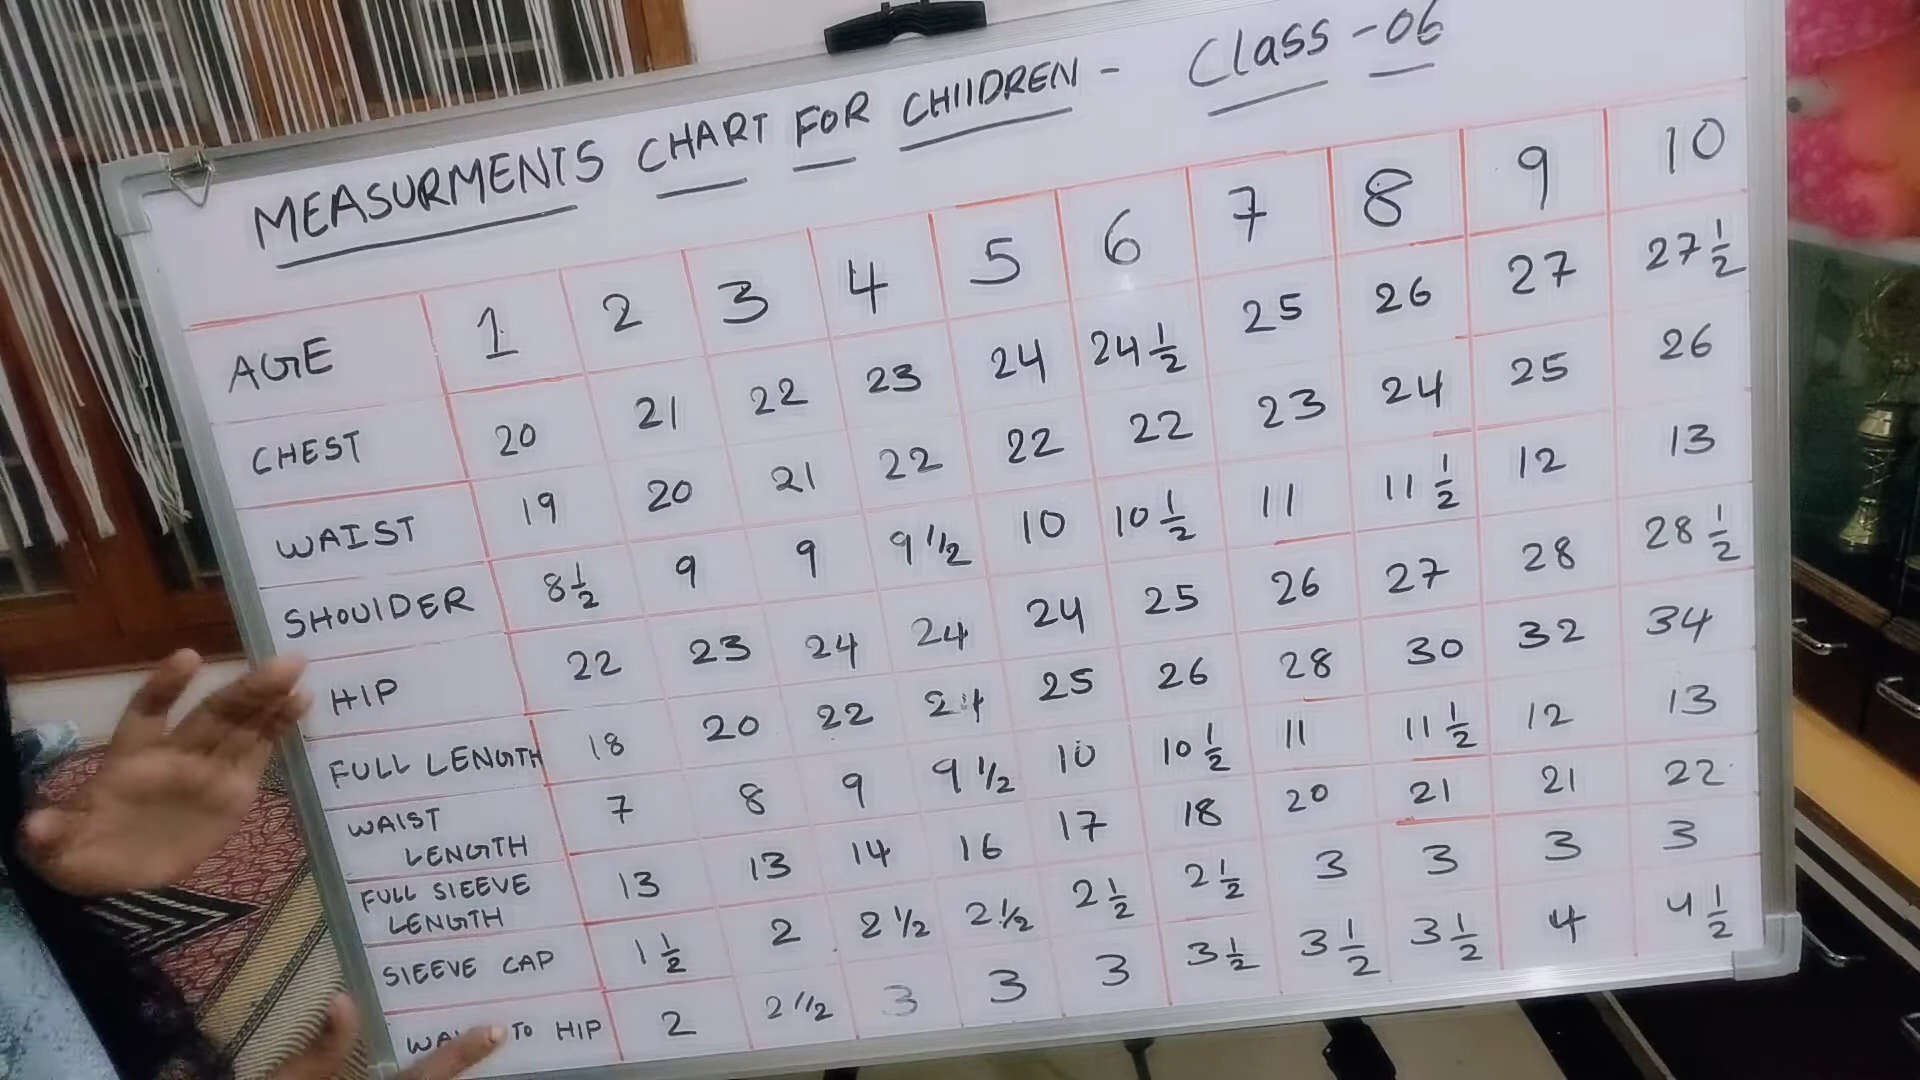 MEASURMENTS CHART FOR CHIIDREN - Class -06
AGE 1 2 3 4 5 6 7 8 9 10
CHEST 20 21 22 23 24 24 1/2 25 26 27 27 1/2
WAIST 19 20 21 22 22 22 23 24 25 26
SHOUIDER 8 1/2 9 9 9 1/2 10 10 1/2 11 11 1/2 12 13
HIP 22 23 24 24 24 25 26 27 28 28 1/2
FULL LENGTH 18 20 22 24 25 26 28 30 32 34
WAIST LENGTH 7 8 9 9 1/2 10 10 1/2 11 11 1/2 12 13
FULL SIEEVE LENGTH 13 13 14 16 17 18 20 21 21 22
SIEEVE CAP 1 1/2 2 2 1/2 2 1/2 2 1/2 2 1/2 3 3 3 3
TO HIP 2 2 1/2 3 3 3 3 1/2 3 1/2 3 1/2 4 4 1/2